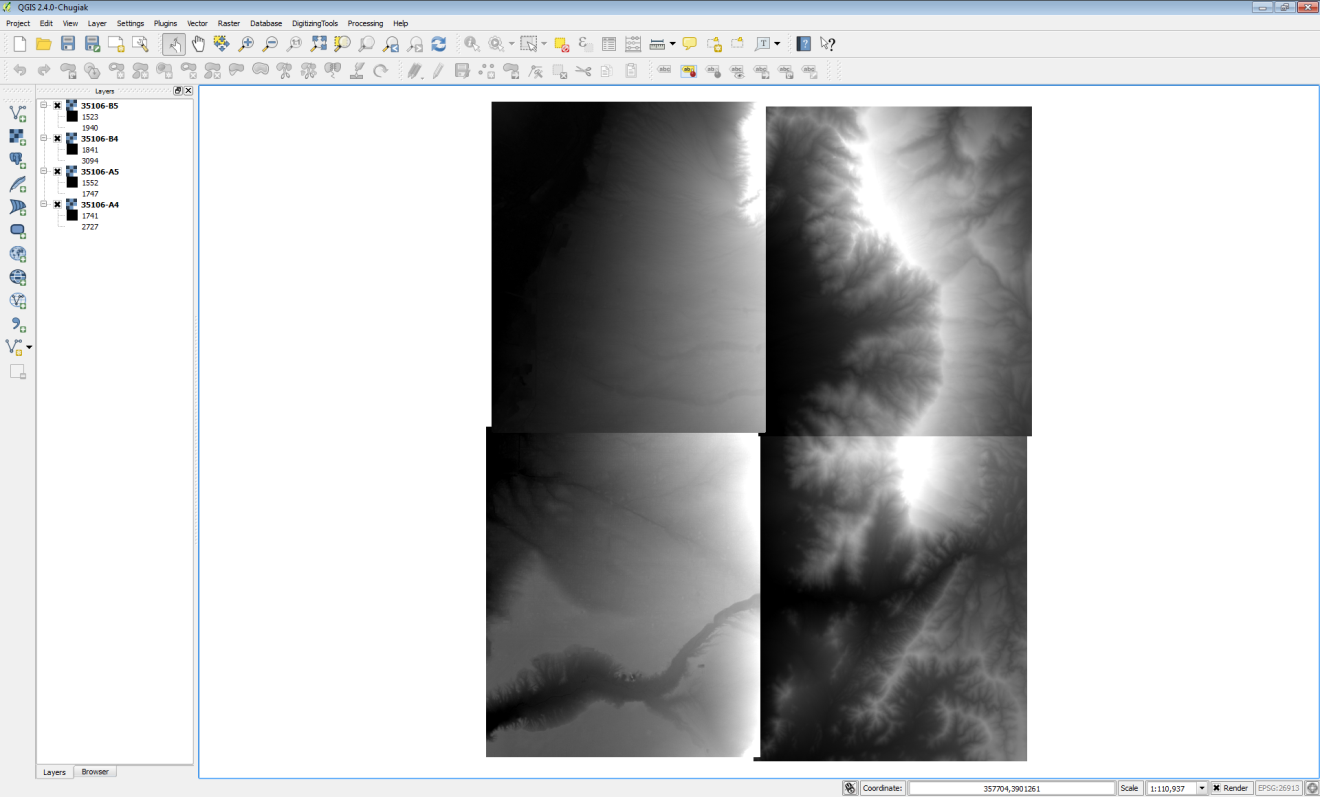 QGIS 2.4.0-Chugiak
Project Edit View Layer Settings Plugins Vector Raster Database DigitizingTools Processing Help
Layers
35106-B5
1523
1940
35106-B4
1841
3094
35106-A5
1552
1747
35106-A4
1741
2727
Layers Browser
Coordinate: 357704,3901261 Scale 1:110,937 Render EPSG:26913